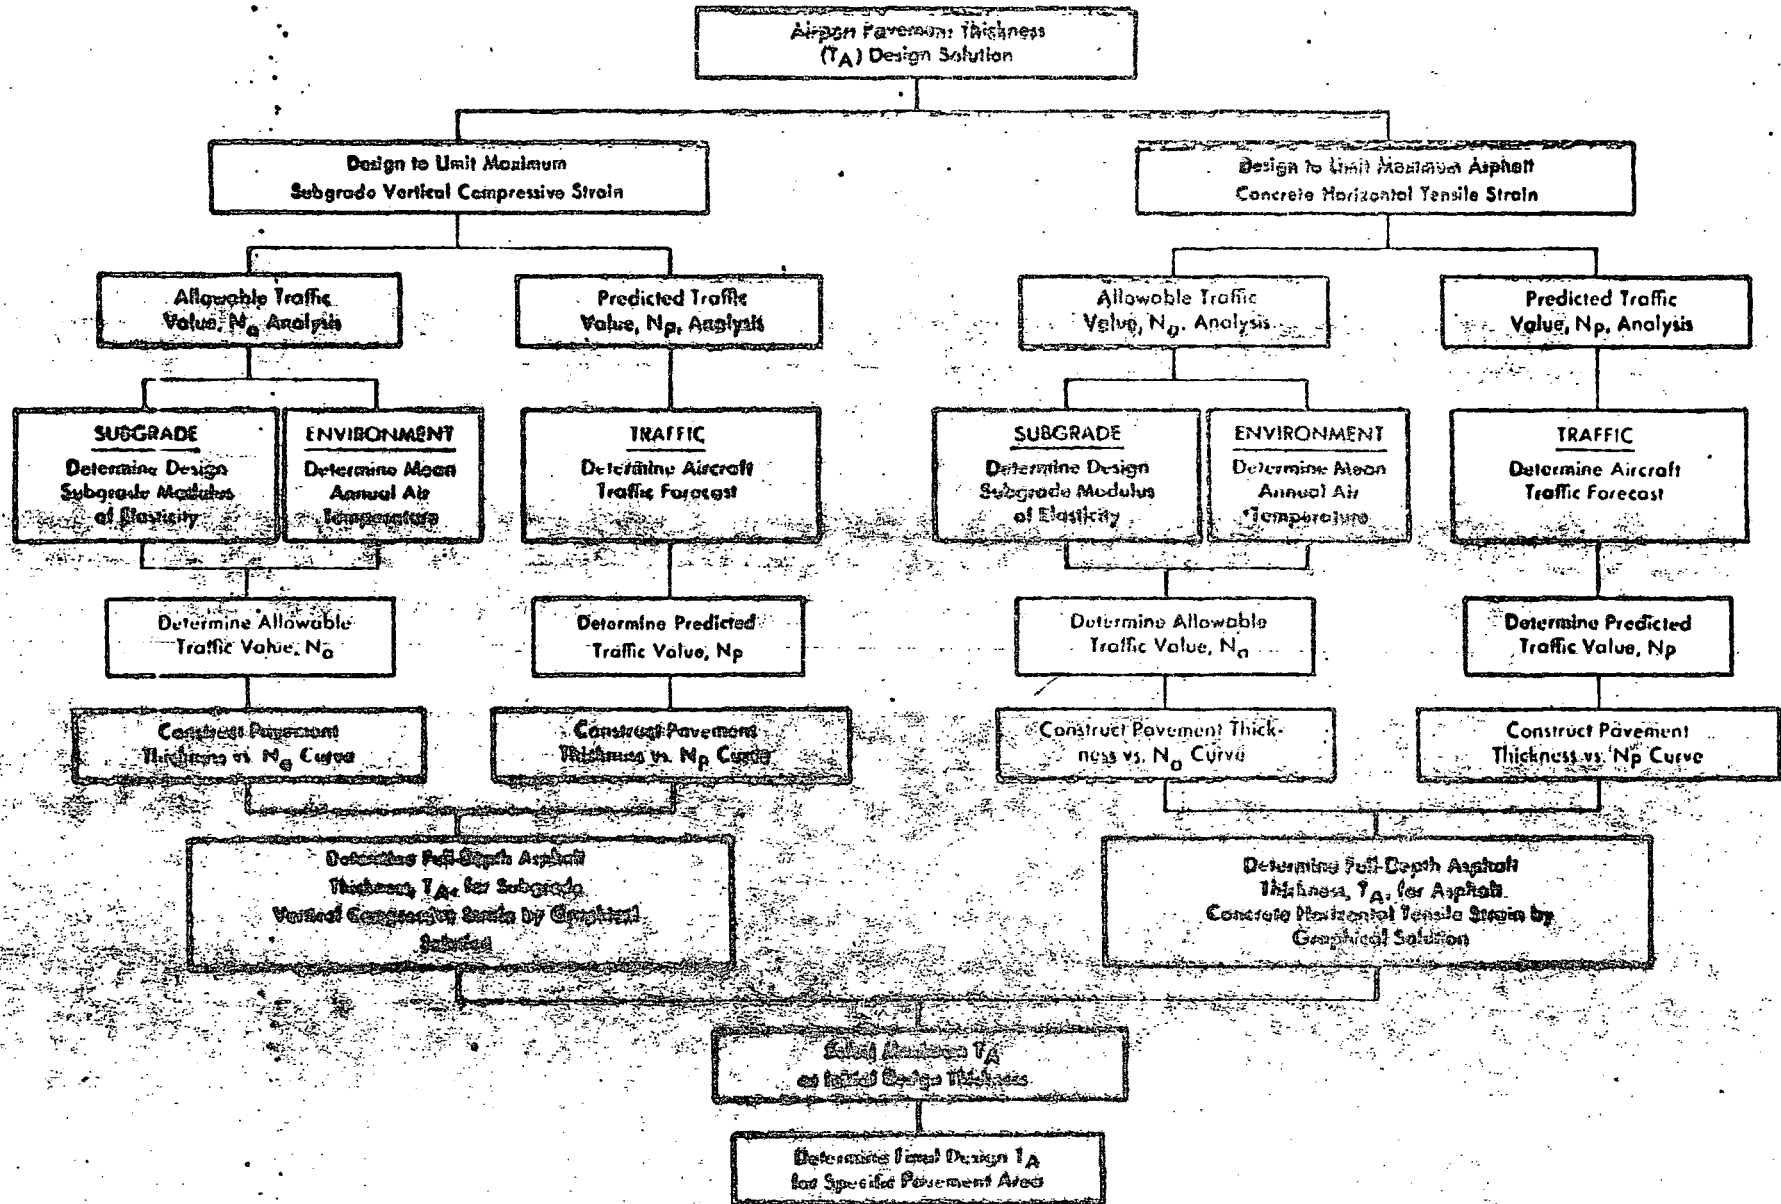 Airport Pavement Thickness
(TA) Design Solution
Design to Limit Maximum
Subgrade Vertical Compressive Strain
Design to Limit Maximum Asphalt
Concrete Horizontal Tensile Strain
Allowable Traffic
Value, Na Analysis
Predicted Traffic
Value, Np, Analysis
Allowable Traffic
Value, Na, Analysis
Predicted Traffic
Value, Np, Analysis
SUBGRADE
Determine Design
Subgrade Modulus
of Elasticity
ENVIRONMENT
Determine Mean
Annual Air
Temperature
TRAFFIC
Determine Aircraft
Traffic Forecast
SUBGRADE
Determine Design
Subgrade Modulus
of Elasticity
ENVIRONMENT
Determine Mean
Annual Air
Temperature
TRAFFIC
Determine Aircraft
Traffic Forecast
Determine Allowable
Traffic Value, Na
Determine Predicted
Traffic Value, Np
Determine Allowable
Traffic Value, Na
Determine Predicted
Traffic Value, Np
Construct Pavement
Thickness vs. Na Curve
Construct Pavement
Thickness vs. Np Curve
Construct Pavement Thick-
ness vs. Na Curve
Construct Pavement
Thickness vs. Np Curve
Determine Full-Depth Asphalt
Thickness, TA, for Subgrade
Vertical Compressive Strain by Graphical
Solution
Determine Full-Depth Asphalt
Thickness, TA, for Asphalt
Concrete Horizontal Tensile Strain by
Graphical Solution
Select Maximum TA
as Initial Design Thickness
Determine Final Design TA
for Specific Pavement Area